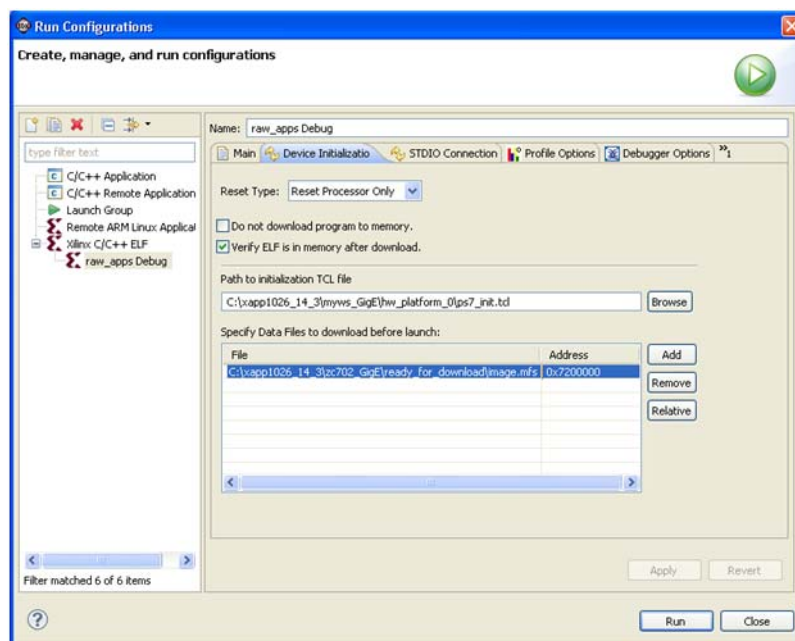 Run Configurations
Create, manage, and run configurations
type filter text
C/C++ Application
C/C++ Remote Application
Launch Group
Remote ARM Linux Applicat
Xilinx C/C++ ELF
raw_apps Debug
Filter matched 6 of 6 items
Name: raw_apps Debug
Main Device Initializatio STDIO Connection Profile Options Debugger Options »1
Reset Type: Reset Processor Only
Do not download program to memory.
Verify ELF is in memory after download.
Path to initialization TCL file
C:\xapp1026_14_3\myws_GigE\hw_platform_0\ps7_init.tcl Browse
Specify Data Files to download before launch:
File Address
C:\xapp1026_14_3\zc702_GigE\ready_for_download\image.mfs 0x7200000
Add
Remove
Relative
Apply Revert
Run Close